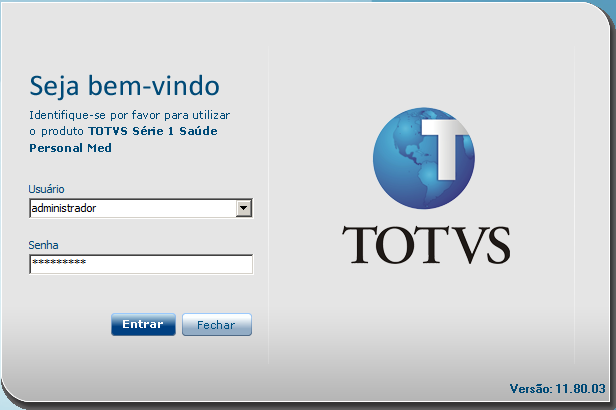 Seja bem-vindo
Identifique-se por favor para utilizar
o produto TOTVS Série 1 Saúde
Personal Med
Usuário
administrador
Senha
*********
Entrar
Fechar
T
TOTVS
Versão: 11.80.03